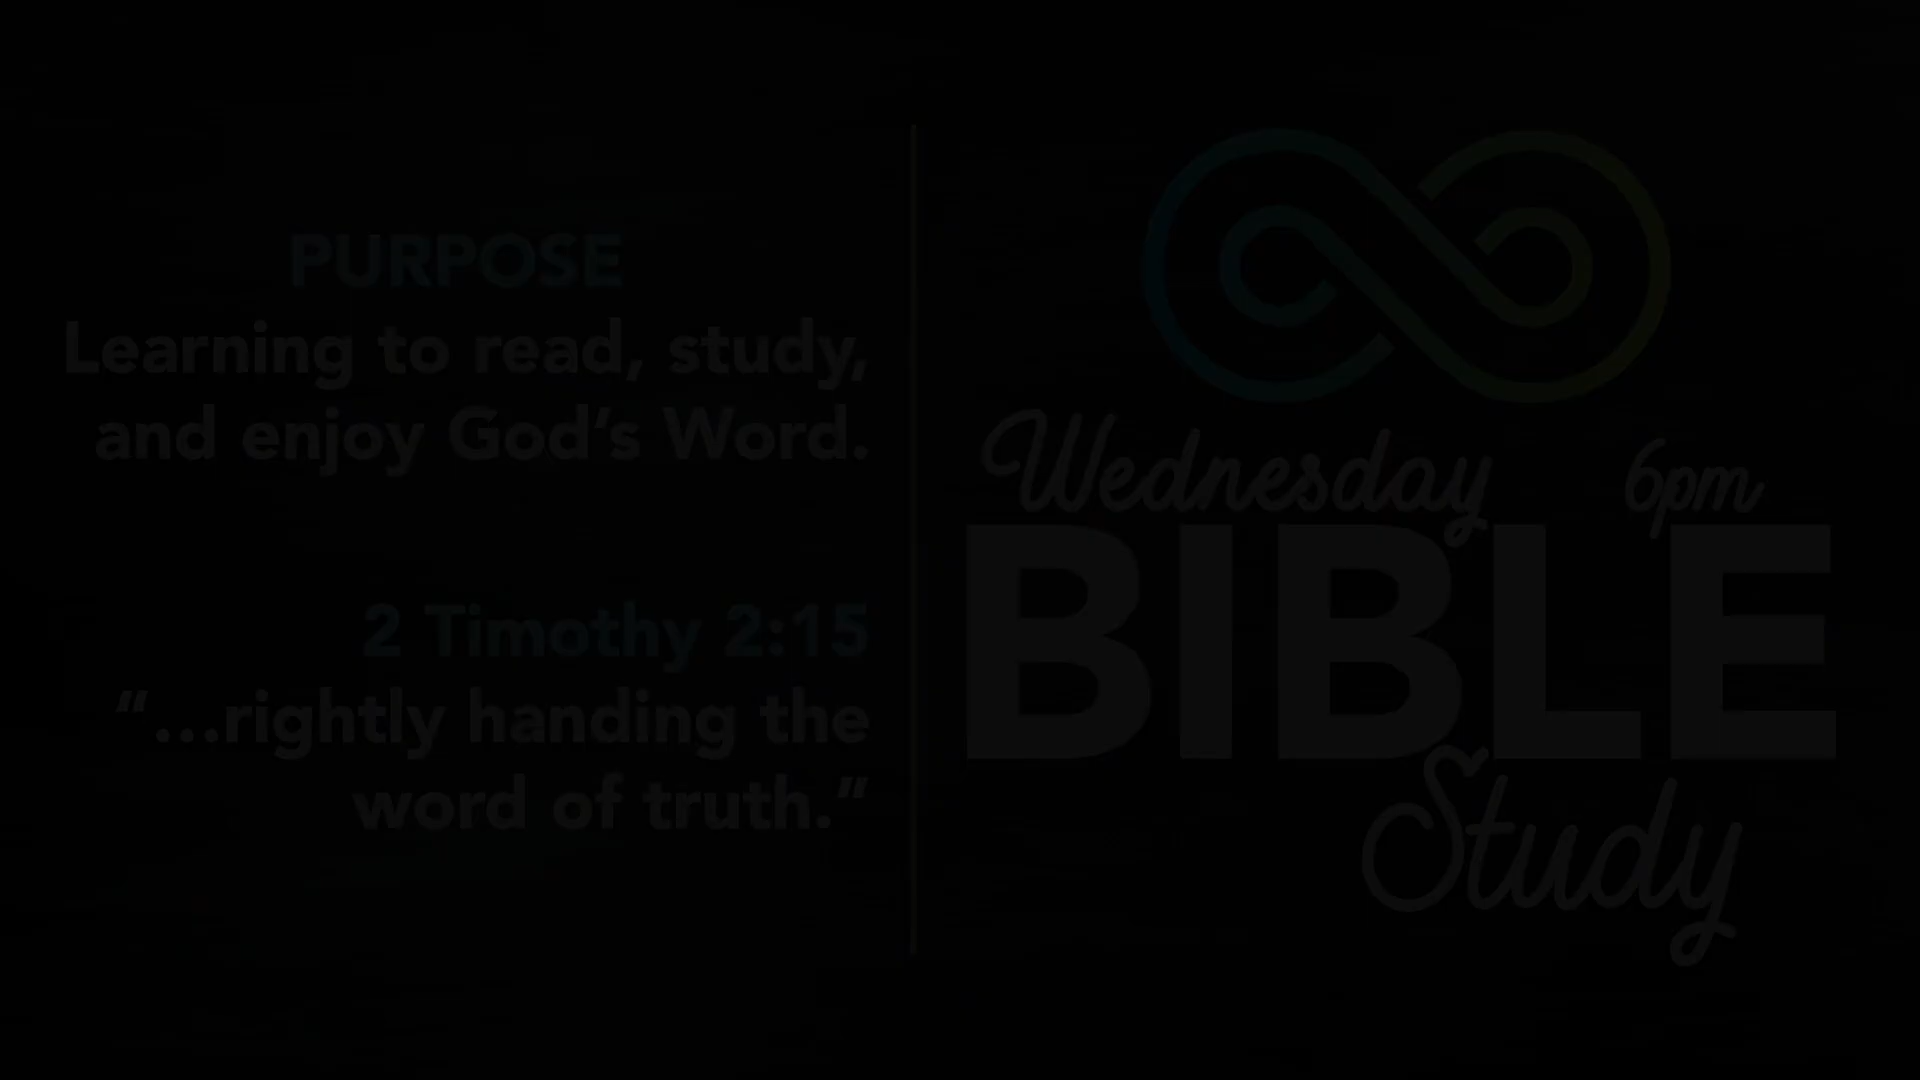 PURPOSE
Learning to read, study,
and enjoy God's Word.
2 Timothy 2:15
“...rightly handing the
word of truth.”
Wednesday 6pm
BIBLE
Study